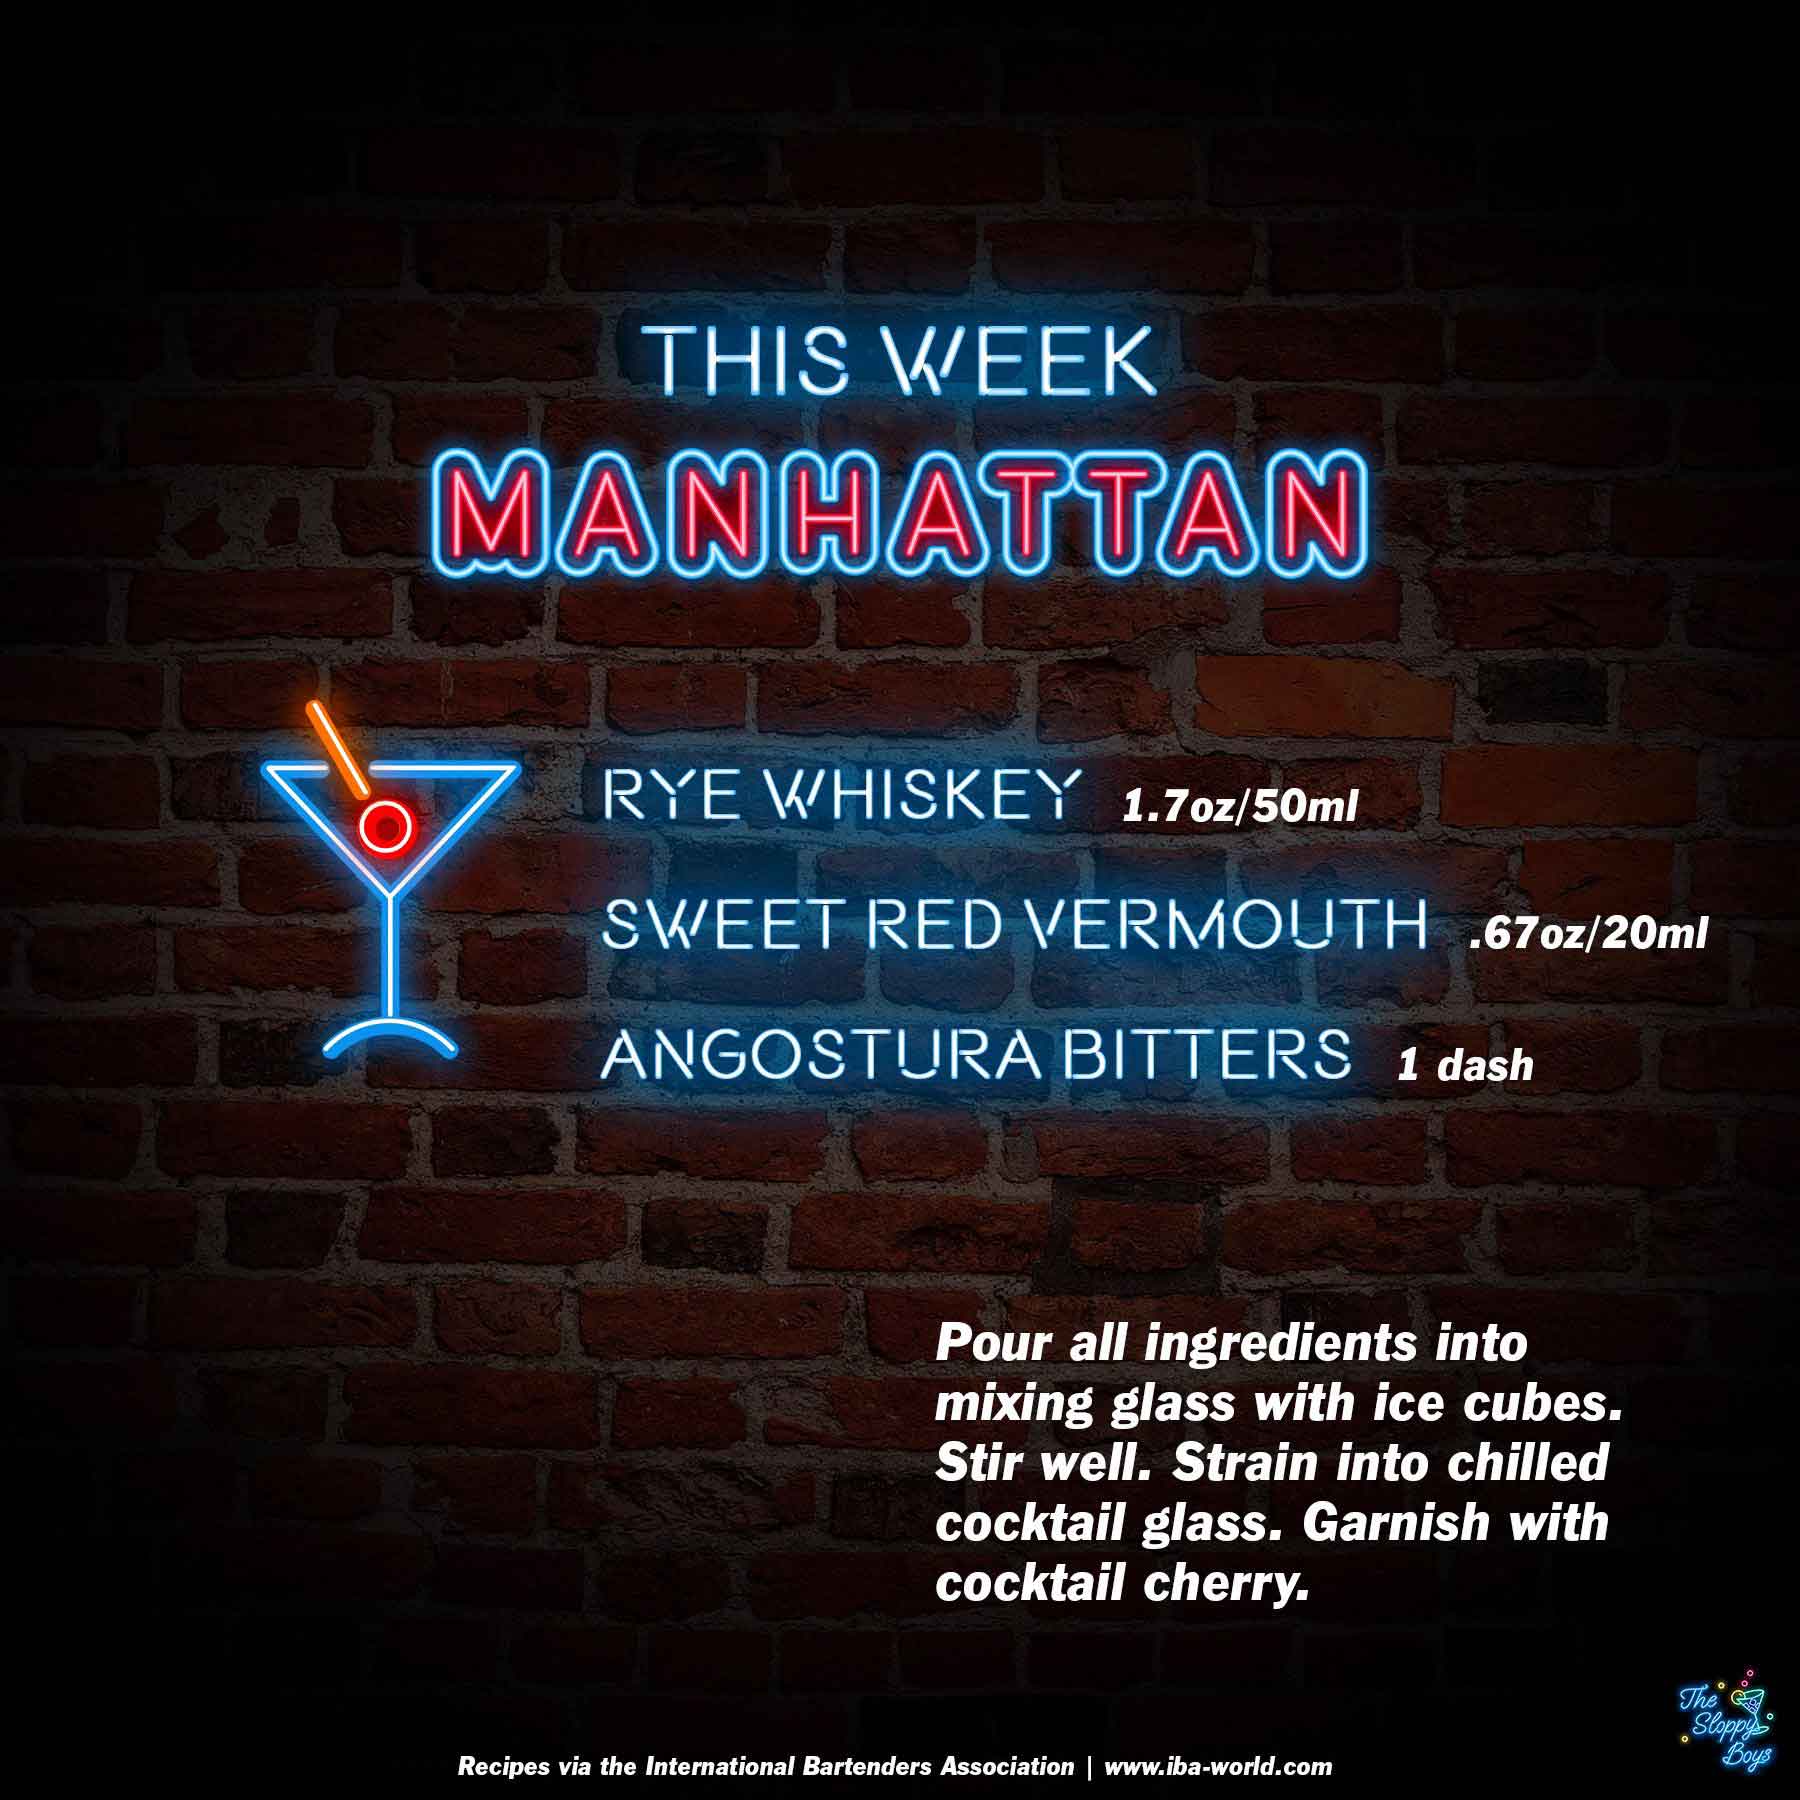 THIS WEEK
MANHATTAN
RYE WHISKEY 1.7oz/50ml
SWEET RED VERMOUTH .67oz/20ml
ANGOSTURA BITTERS 1 dash
Pour all ingredients into
mixing glass with ice cubes.
Stir well. Strain into chilled
cocktail glass. Garnish with
cocktail cherry.
The
Sloppy
Boys
Recipes via the International Bartenders Association | www.iba-world.com